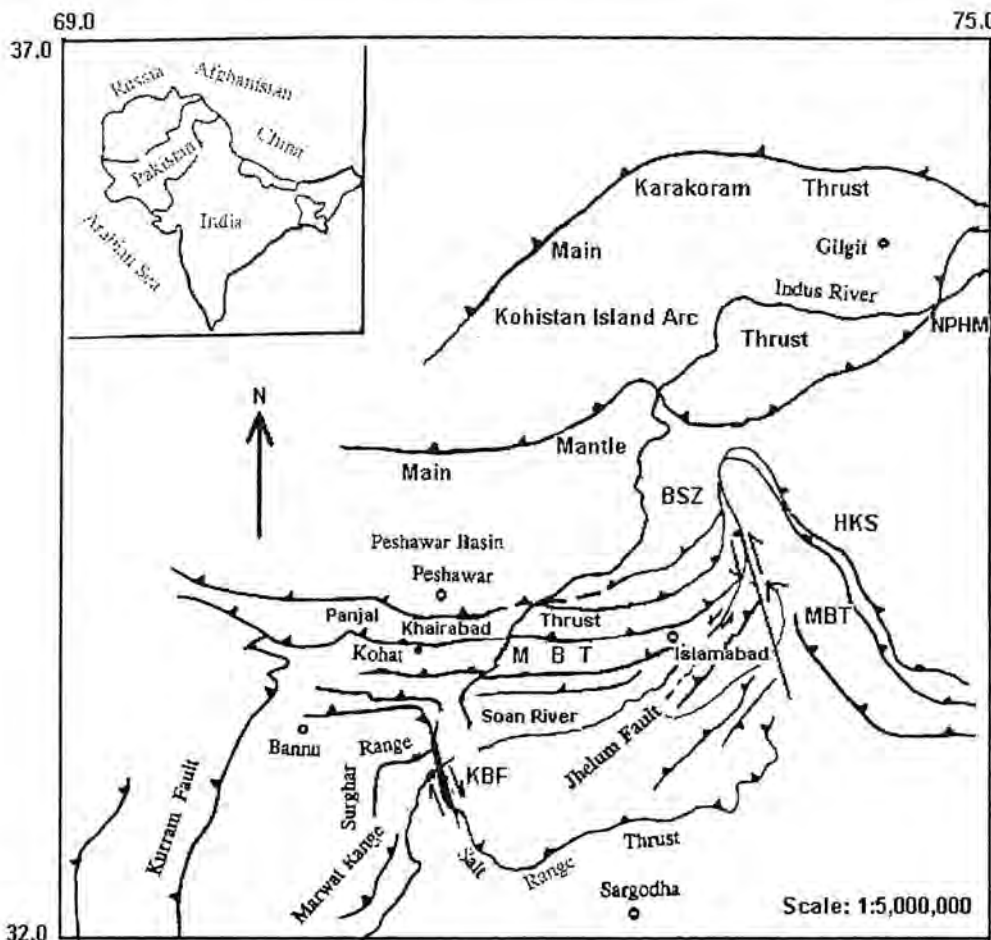 69.0
75.0
37.0
Russia
Afghanistan
China
Pakistan
India
Arabian Sea
Karakoram Thrust
Main
Gilgit
Indus River
Kohistan Island Arc
Thrust
NPHM
N
Mantle
Main
BSZ
HKS
Peshawar Basin
Peshawar
Panjal
Khairabad
Thrust
MBT
Kohat
M B T
Islamabad
Soan River
Bannu
Range
Surghar
KBF
Jhelum Fault
Kurram Fault
Marwat Range
Salt
Range
Thrust
Sargodha
32.0
Scale: 1:5,000,000